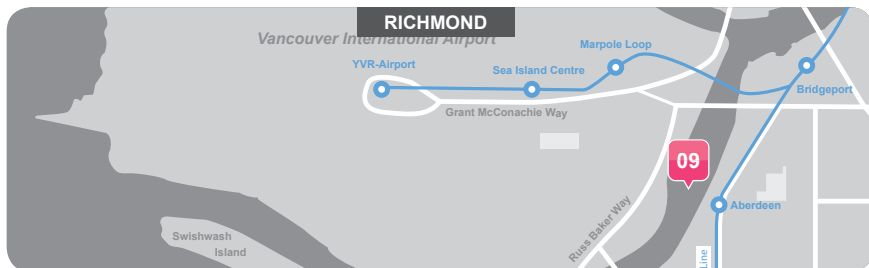 RICHMOND
Vancouver International Airport
Marpole Loop
YVR-Airport
Sea Island Centre
Bridgeport
Grant McConachie Way
09
Aberdeen
Russ Baker Way
Swishwash
Island
Line